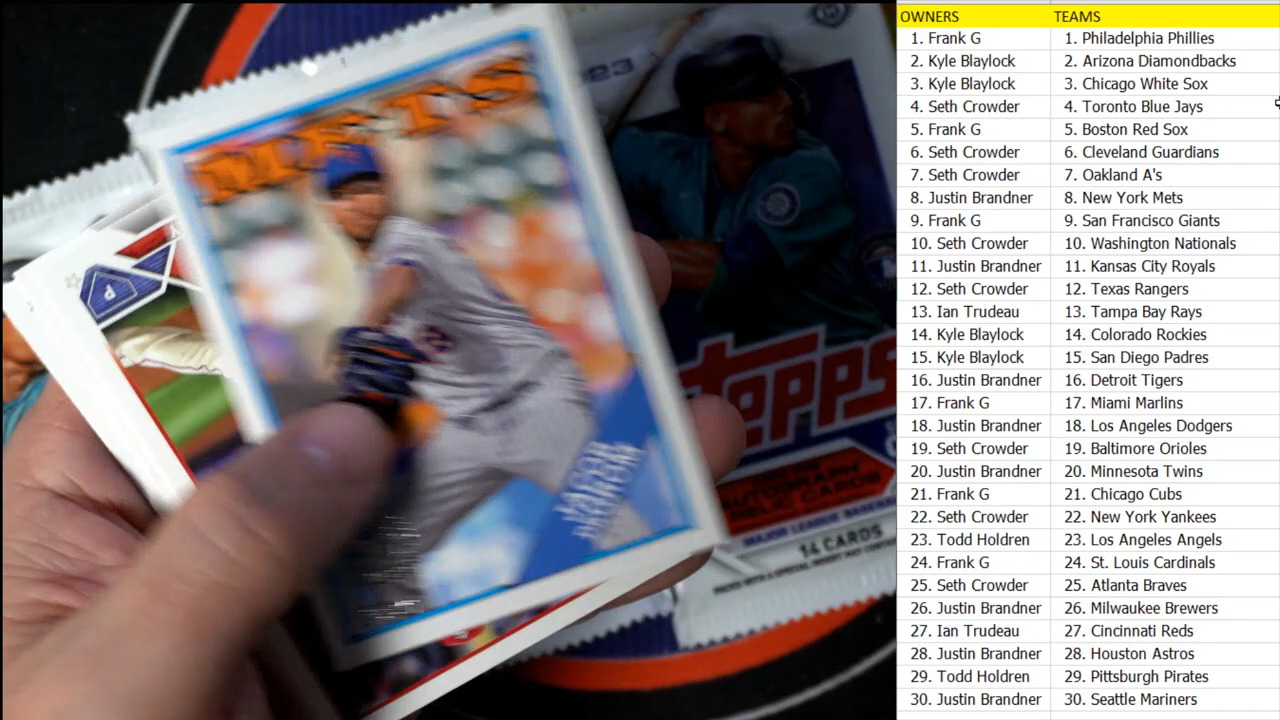 METS
2023
TOPPS
AUTOGRAPH
RELIC CARDS
MAJOR LEAGUE BASEBALL
14 CARDS
OWNERS TEAMS
1. Frank G 1. Philadelphia Phillies
2. Kyle Blaylock 2. Arizona Diamondbacks
3. Kyle Blaylock 3. Chicago White Sox
4. Seth Crowder 4. Toronto Blue Jays
5. Frank G 5. Boston Red Sox
6. Seth Crowder 6. Cleveland Guardians
7. Seth Crowder 7. Oakland A's
8. Justin Brandner 8. New York Mets
9. Frank G 9. San Francisco Giants
10. Seth Crowder 10. Washington Nationals
11. Justin Brandner 11. Kansas City Royals
12. Seth Crowder 12. Texas Rangers
13. Ian Trudeau 13. Tampa Bay Rays
14. Kyle Blaylock 14. Colorado Rockies
15. Kyle Blaylock 15. San Diego Padres
16. Justin Brandner 16. Detroit Tigers
17. Frank G 17. Miami Marlins
18. Justin Brandner 18. Los Angeles Dodgers
19. Seth Crowder 19. Baltimore Orioles
20. Justin Brandner 20. Minnesota Twins
21. Frank G 21. Chicago Cubs
22. Seth Crowder 22. New York Yankees
23. Todd Holdren 23. Los Angeles Angels
24. Frank G 24. St. Louis Cardinals
25. Seth Crowder 25. Atlanta Braves
26. Justin Brandner 26. Milwaukee Brewers
27. Ian Trudeau 27. Cincinnati Reds
28. Justin Brandner 28. Houston Astros
29. Todd Holdren 29. Pittsburgh Pirates
30. Justin Brandner 30. Seattle Mariners